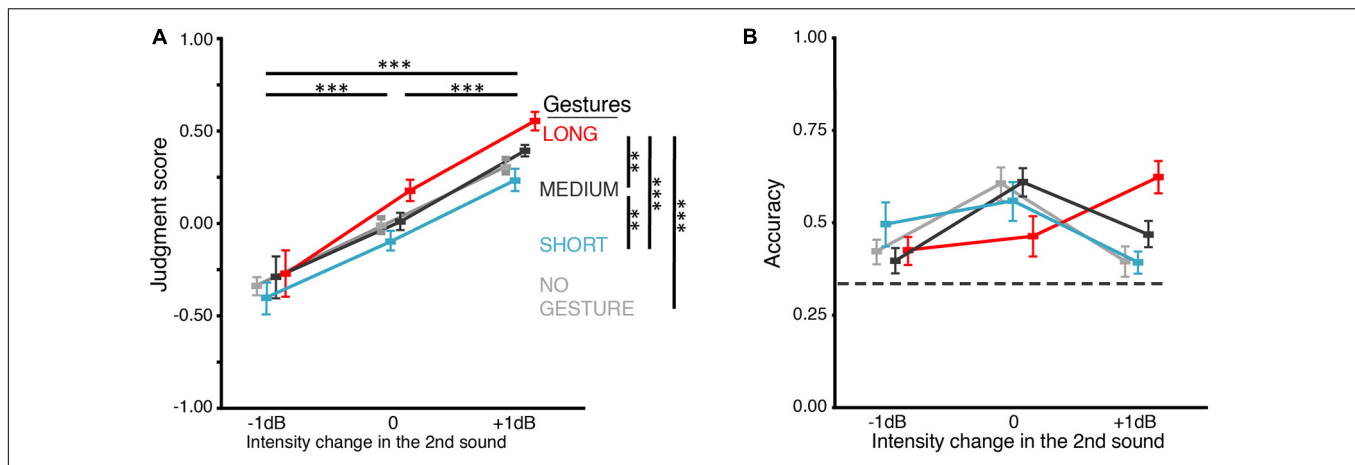 A
1.00
0.50
0.00
-0.50
-1.00
Judgment score
***
***
***
-1dB
0
+1dB
Intensity change in the 2nd sound
Gestures
LONG
MEDIUM
SHORT
NO
GESTURE
**
**
***
***
B
1.00
0.75
0.5
0.25
0.00
Accuracy
-1dB
0
+1dB
Intensity change in the 2nd sound